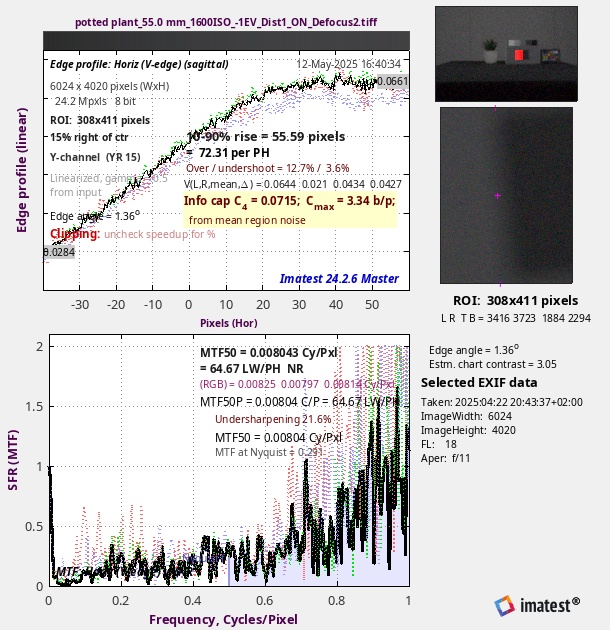 potted plant_55.0 mm_1600ISO_-1EV_Dist1_ON_Defocus2.tiff
Edge profile: Horiz (V-edge) (sagittal)
12-May-2025 16:40:34
0.0661
6024 x 4020 pixels (WxH)
24.2 Mpxls 8 bit
ROI: 308x411 pixels
15% right of ctr
10-90% rise = 55.59 pixels
= 72.31 per PH
Y-channel (YR 15)
Over / undershoot = 12.7% / 3.6%
Linearized, gamma = 0.5
from input
V(L,R,mean,Δ) =0.0644 0.021 0.0434 0.0427
Info cap C4 = 0.0715; Cmax = 3.34 b/p;
from mean region noise
Edge angle = 1.36o
Clipping: uncheck speedup for %
0.0284
Imatest 24.2.6 Master
Edge profile (linear)
-30 -20 -10 0 10 20 30 40 50
Pixels (Hor)
ROI: 308x411 pixels
L R T B = 3416 3723 1884 2294
Edge angle = 1.36o
Estm. chart contrast = 3.05
Selected EXIF data
Taken: 2025:04:22 20:43:37+02:00
ImageWidth: 6024
ImageHeight: 4020
FL: 18
Aper: f/11
MTF50 = 0.008043 Cy/Pxl
= 64.67 LW/PH NR
(RGB) = 0.00825 0.00797 0.00814 Cy/Pxl
MTF50P = 0.00804 C/P = 64.67 LW/PH
Undersharpening 21.6%
MTF50 = 0.00804 Cy/Pxl
MTF at Nyquist = 0.291
SFR (MTF)
2
1.5
1
0.5
0
0 0.2 0.4 0.6 0.8 1
Frequency, Cycles/Pixel
imatest®